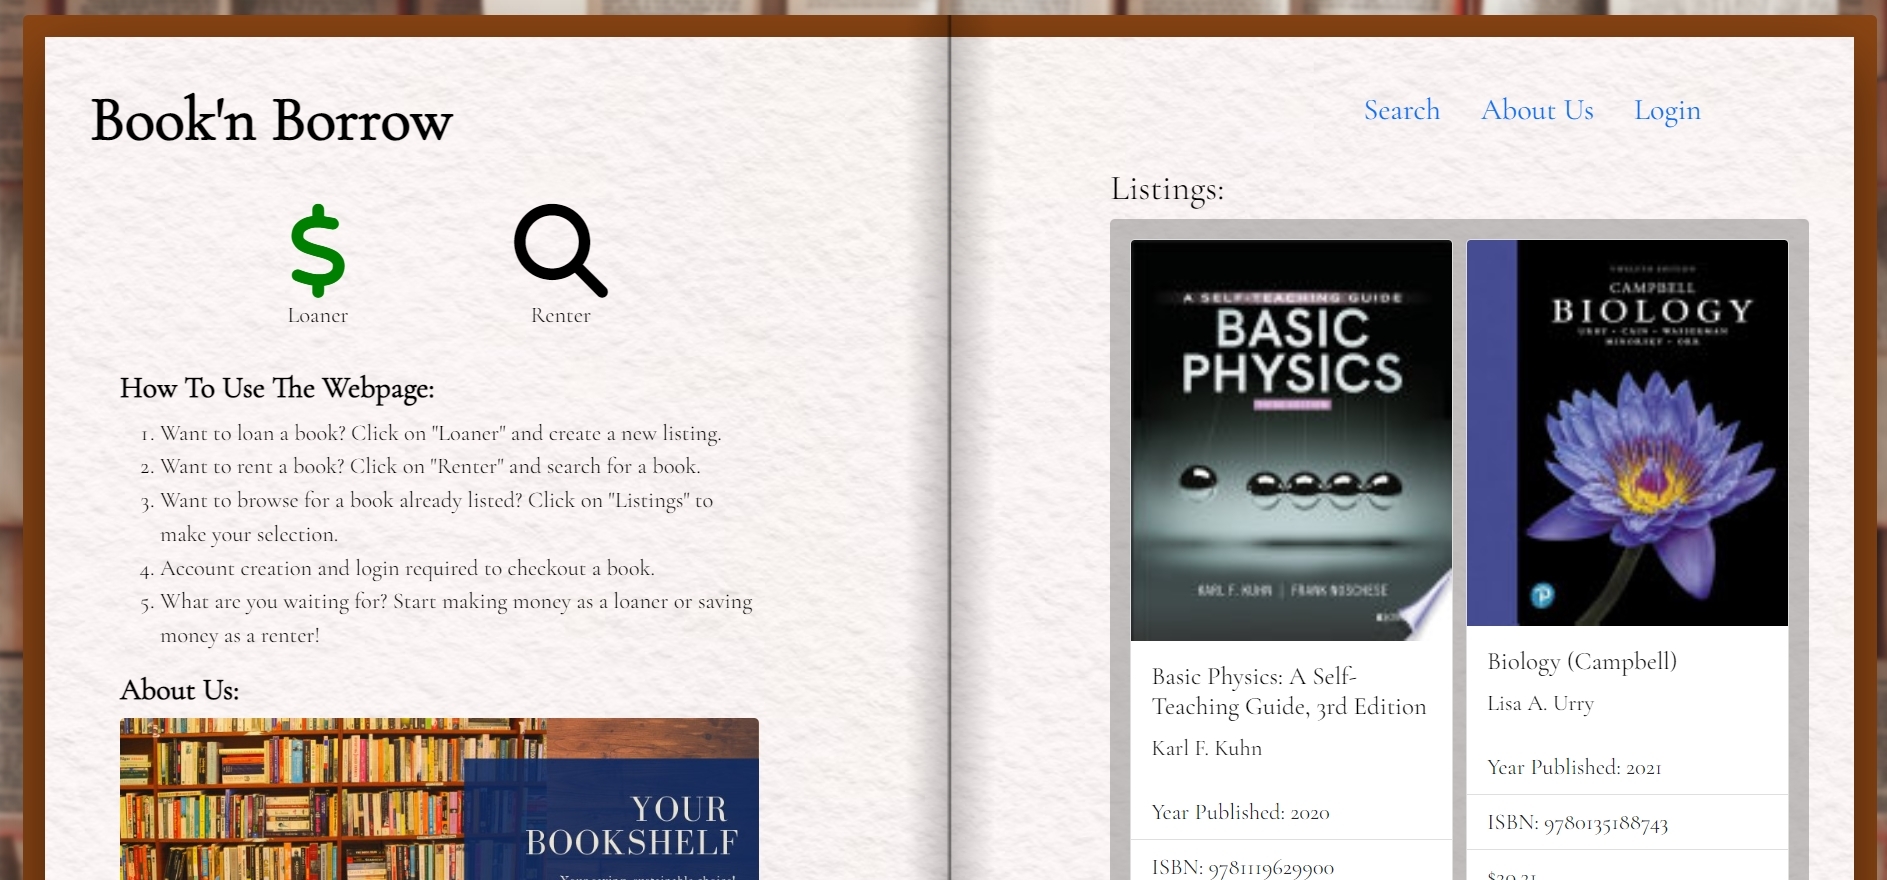 Book'n Borrow
Loaner
Renter
How To Use The Webpage:
1. Want to loan a book? Click on "Loaner" and create a new listing.
2. Want to rent a book? Click on "Renter" and search for a book.
3. Want to browse for a book already listed? Click on "Listings" to
make your selection.
4. Account creation and login required to checkout a book.
5. What are you waiting for? Start making money as a loaner or saving
money as a renter!
About Us:
YOUR
BOOKSHELF
Search
About Us
Login
Listings:
A SELF-TEACHING GUIDE
BASIC
PHYSICS
KARL F. KUHN | FRANK NOSCHESE
Basic Physics: A Self-
Teaching Guide, 3rd Edition
Karl F. Kuhn
Year Published: 2020
ISBN: 9781119629900
TWELFTH EDITION
CAMPBELL
BIOLOGY
URRY • CAIN • WASSERMAN
MINORSKY • ORR
Biology (Campbell)
Lisa A. Urry
Year Published: 2021
ISBN: 9780135188743